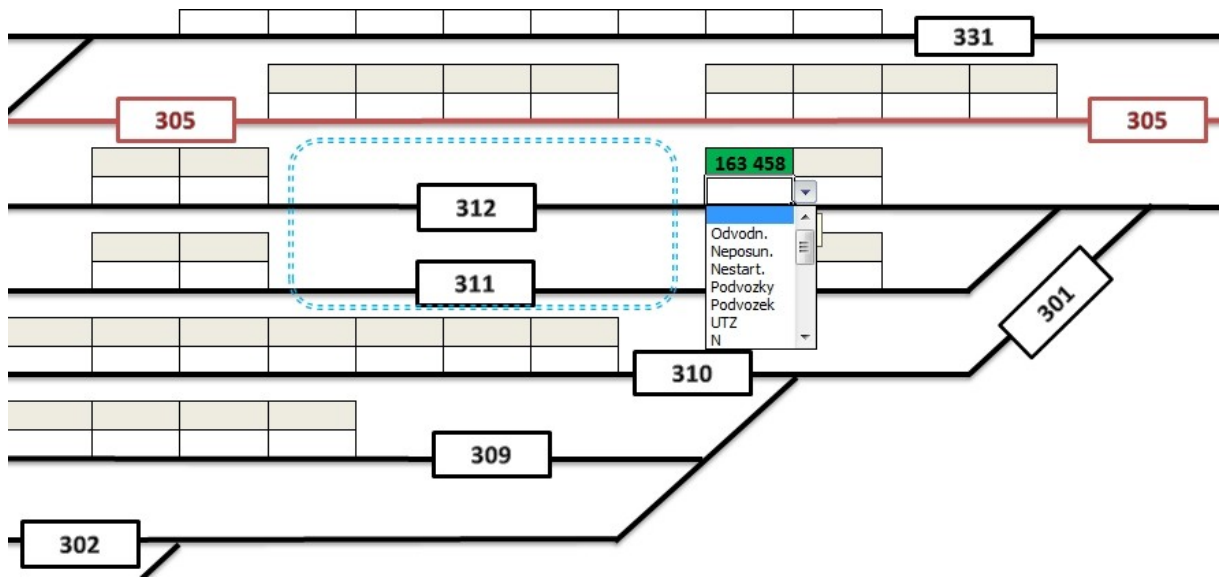 331
305
305
163 458
312
Odvodn.
Neposun.
Nestart.
Podvozky
Podvozek
UTZ
N
311
301
310
309
302